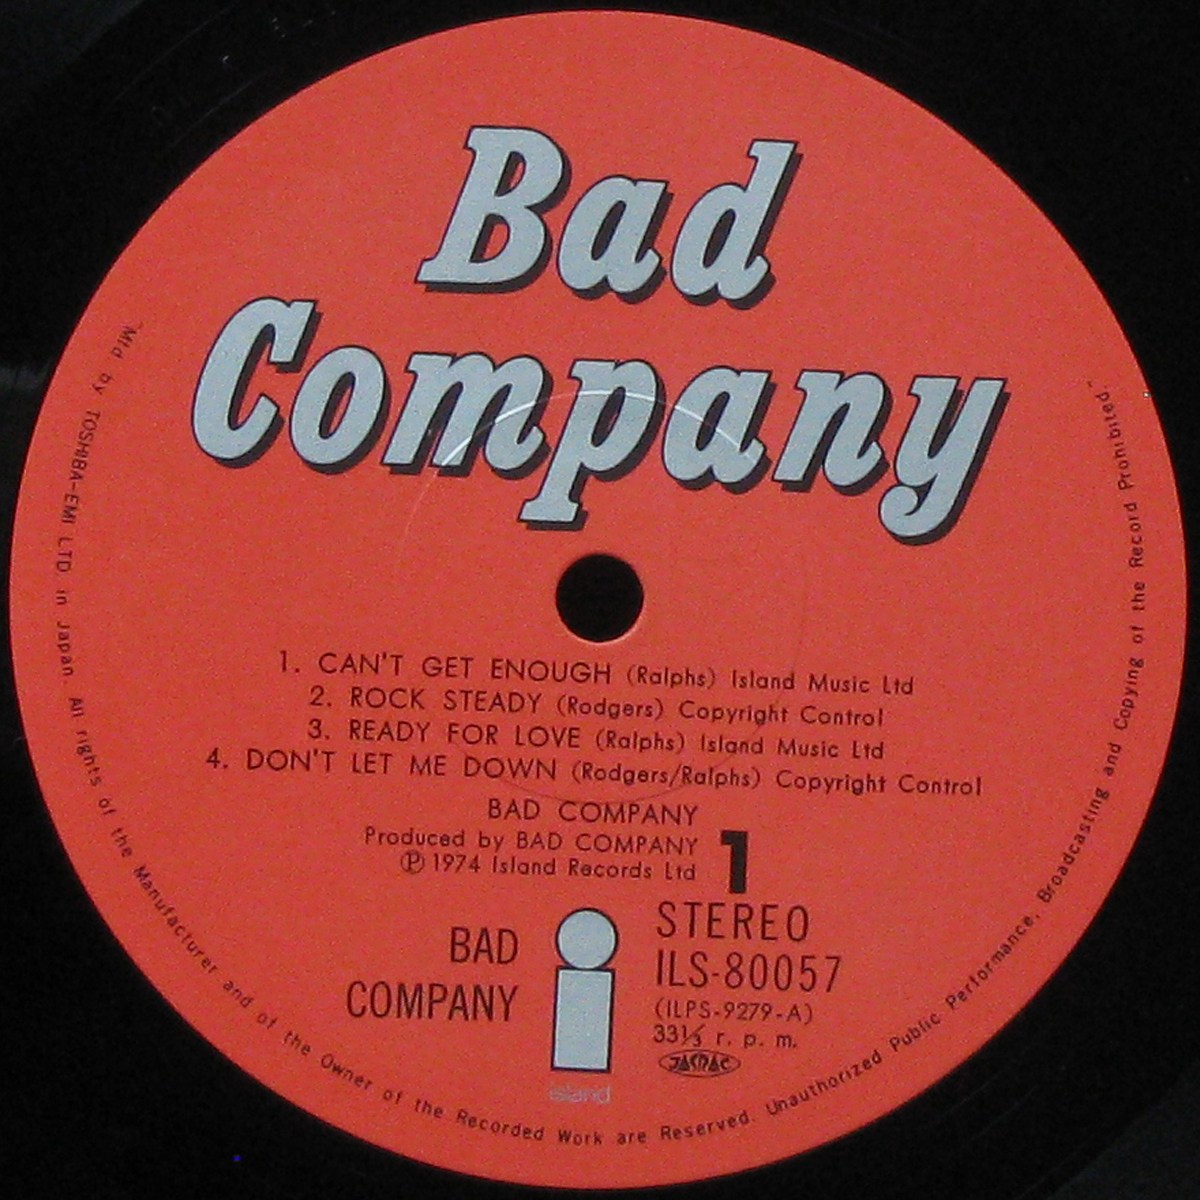 Bad
Company
1. CAN'T GET ENOUGH (Ralphs) Island Music Ltd
2. ROCK STEADY (Rodgers) Copyright Control
3. READY FOR LOVE (Ralphs) Island Music Ltd
4. DON'T LET ME DOWN (Rodgers/Ralphs) Copyright Control
BAD COMPANY
Produced by BAD COMPANY
Ⓟ 1974 Island Records Ltd
1
BAD
COMPANY
island
STEREO
ILS-80057
(ILPS-9279-A)
33⅓ r. p. m.
JASRAC
"Mfd by TOSHIBA-EMI LTD in Japan. All rights of the Manufacturer and of the Owner of the Recorded Work are Reserved. Unauthorized Public Performance, Broadcasting and Copying of the Record Prohibited."